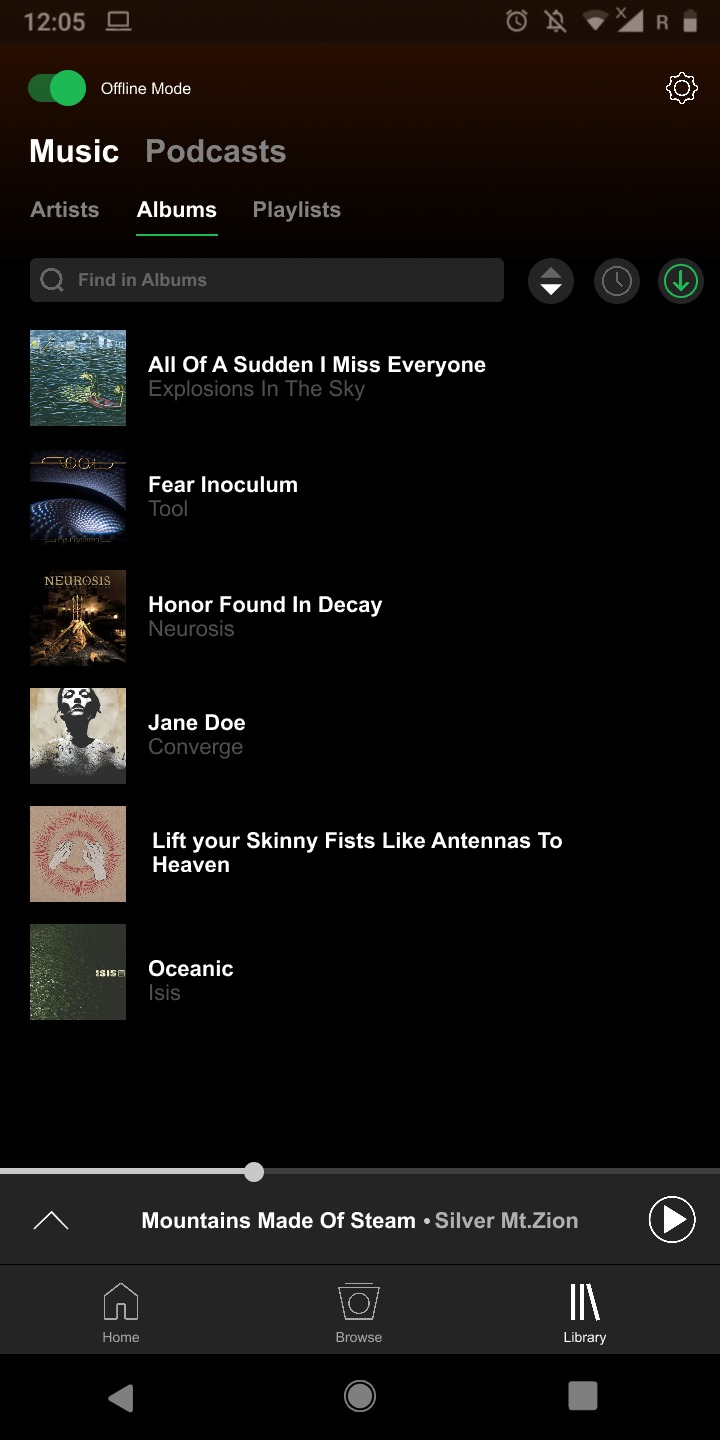 12:05
R
Offline Mode
Music Podcasts
Artists Albums Playlists
Find in Albums
All Of A Sudden I Miss Everyone
Explosions In The Sky
Fear Inoculum
Tool
NEUROSIS
Honor Found In Decay
Neurosis
Jane Doe
Converge
Lift your Skinny Fists Like Antennas To
Heaven
ISIS
Oceanic
Isis
Mountains Made Of Steam • Silver Mt.Zion
Home Browse Library